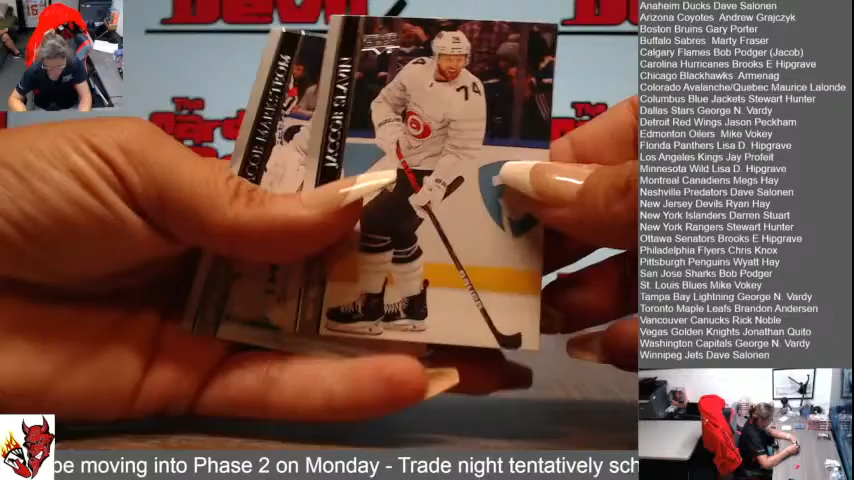 Anaheim Ducks Dave Salonen
Arizona Coyotes Andrew Grajczyk
Boston Bruins Gary Porter
Buffalo Sabres Marty Fraser
Calgary Flames Bob Podger (Jacob)
Carolina Hurricanes Brooks E Hipgrave
Chicago Blackhawks Armenag
Colorado Avalanche/Quebec Maurice Lalonde
Columbus Blue Jackets Stewart Hunter
Dallas Stars George N. Vardy
Detroit Red Wings Jason Peckham
Edmonton Oilers Mike Vokey
Florida Panthers Lisa D. Hipgrave
Los Angeles Kings Jay Profeit
Minnesota Wild Lisa D. Hipgrave
Montreal Canadiens Megs Hay
Nashville Predators Dave Salonen
New Jersey Devils Ryan Hay
New York Islanders Darren Stuart
New York Rangers Stewart Hunter
Ottawa Senators Brooks E Hipgrave
Philadelphia Flyers Chris Knox
Pittsburgh Penguins Wyatt Hay
San Jose Sharks Bob Podger
St. Louis Blues Mike Vokey
Tampa Bay Lightning George N. Vardy
Toronto Maple Leafs Brandon Andersen
Vancouver Canucks Rick Noble
Vegas Golden Knights Jonathan Quito
Washington Capitals George N. Vardy
Winnipeg Jets Dave Salonen
JACCOB SLAVIN
74
be moving into Phase 2 on Monday - Trade night tentatively sch